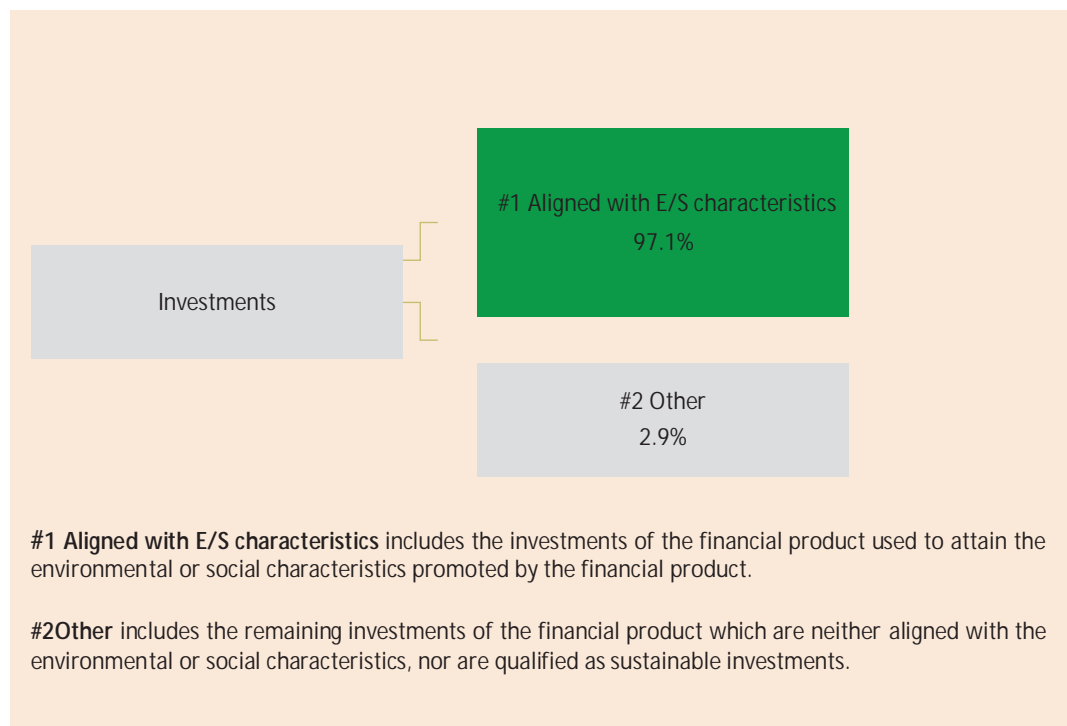 #1 Aligned with E/S characteristics
97.1%
Investments
#2 Other
2.9%
#1 Aligned with E/S characteristics includes the investments of the financial product used to attain the
environmental or social characteristics promoted by the financial product.
#2Other includes the remaining investments of the financial product which are neither aligned with the
environmental or social characteristics, nor are qualified as sustainable investments.